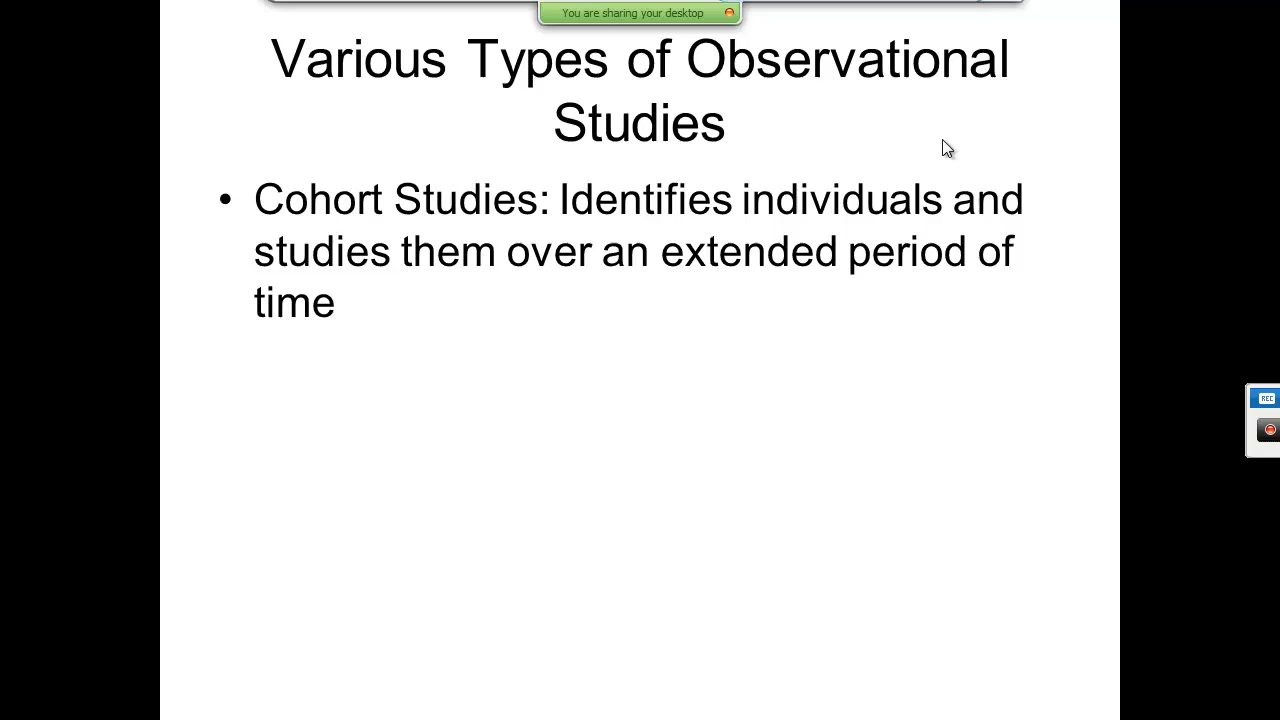 You are sharing your desktop
Various Types of Observational
Studies
• Cohort Studies: Identifies individuals and
studies them over an extended period of
time
REC